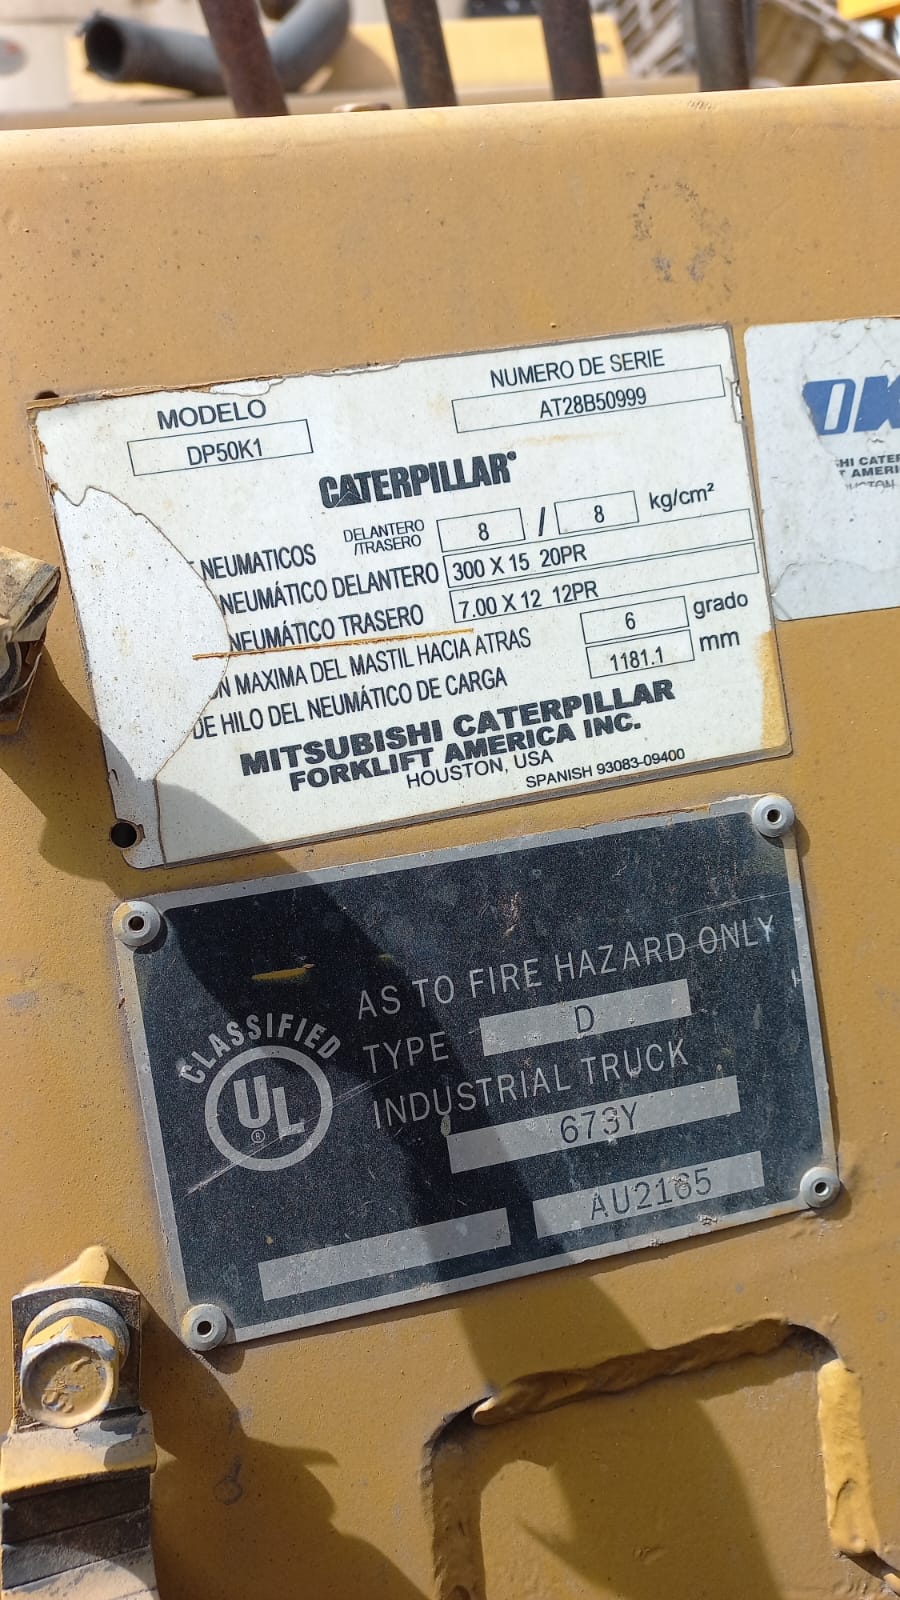 MODELO
DP50K1
NUMERO DE SERIE
AT28B50999
CATERPILLAR®
NEUMATICOS DELANTERO /TRASERO 8 / 8 kg/cm²
NEUMÁTICO DELANTERO 300 X 15 20PR
NEUMÁTICO TRASERO 7.00 X 12 12PR
MAXIMA DEL MASTIL HACIA ATRAS 6 grado
DE HILO DEL NEUMÁTICO DE CARGA 1181.1 mm
MITSUBISHI CATERPILLAR
FORKLIFT AMERICA INC.
HOUSTON, USA
SPANISH 93083-09400
CLASSIFIED
UL®
AS TO FIRE HAZARD ONLY
TYPE D
INDUSTRIAL TRUCK
673Y
AU2165